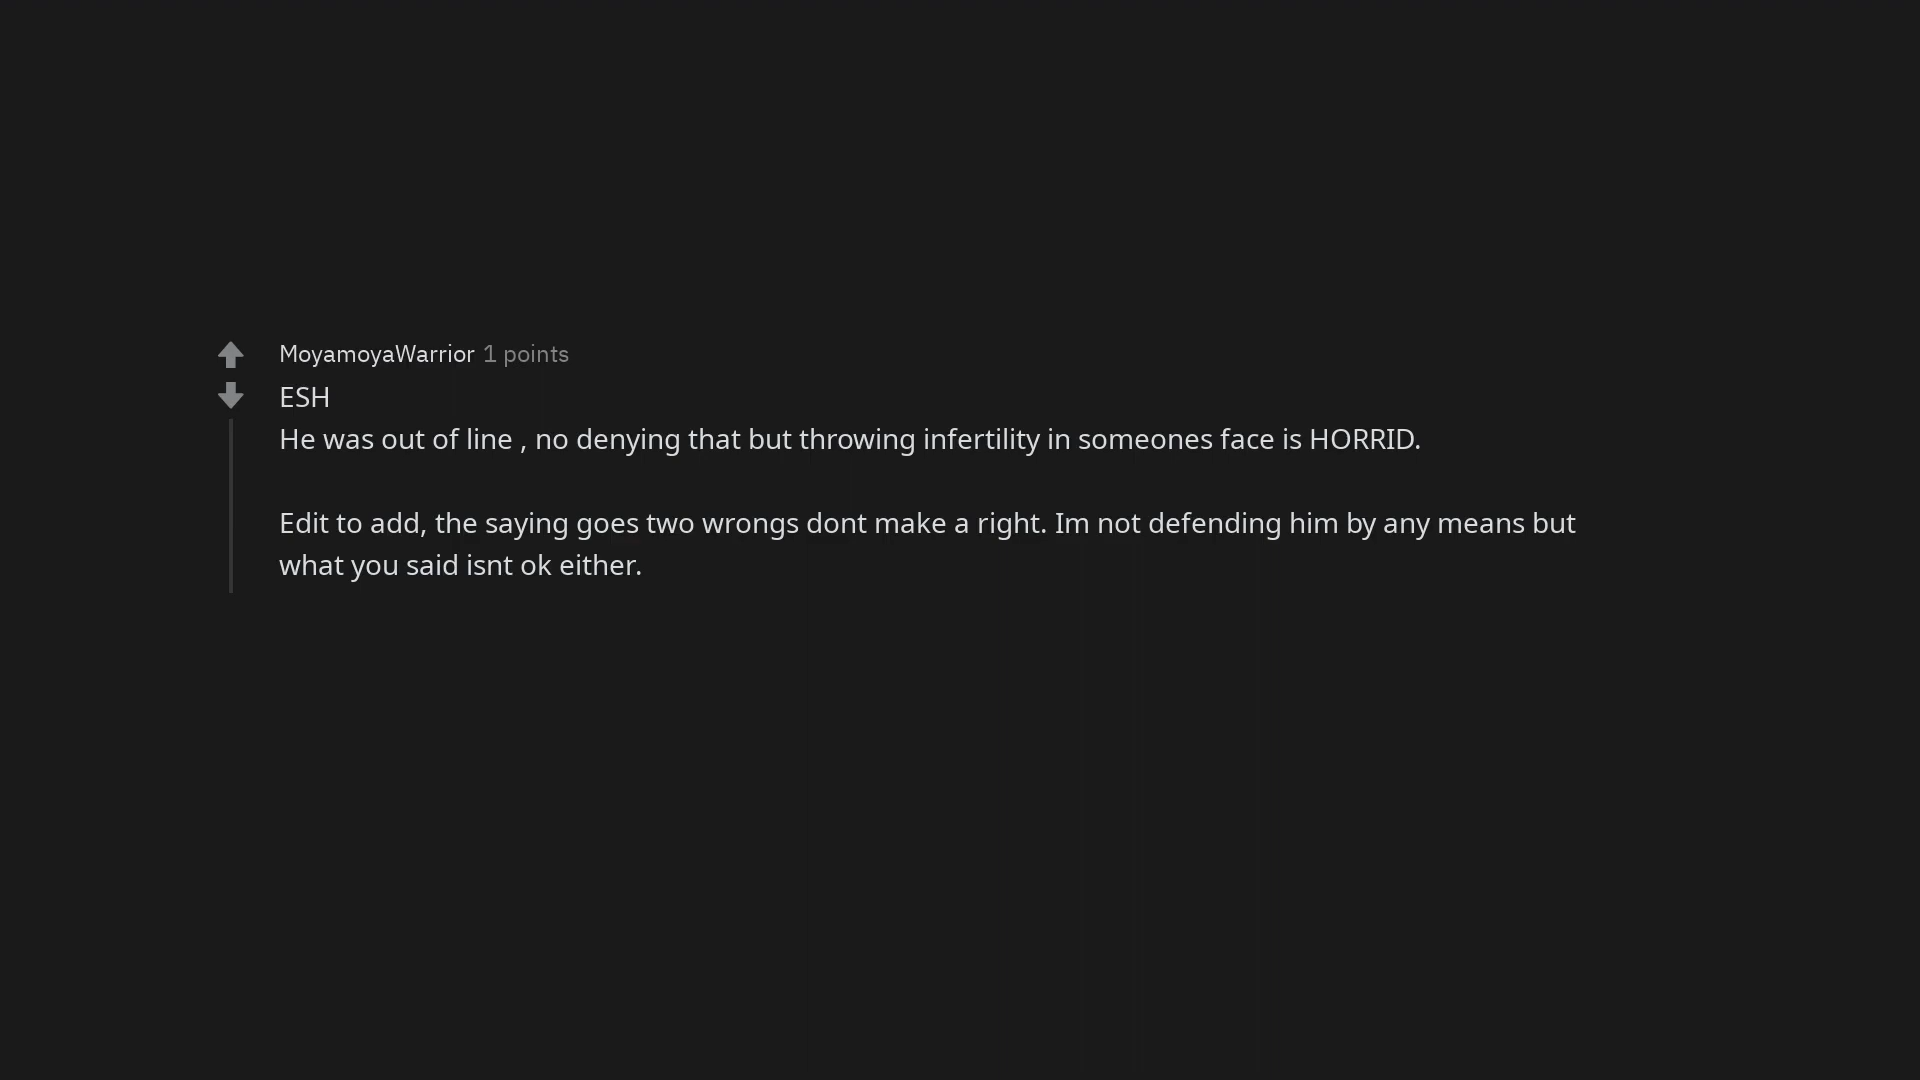 MoyamoyaWarrior 1 points
ESH
He was out of line , no denying that but throwing infertility in someones face is HORRID.
Edit to add, the saying goes two wrongs dont make a right. Im not defending him by any means but
what you said isnt ok either.